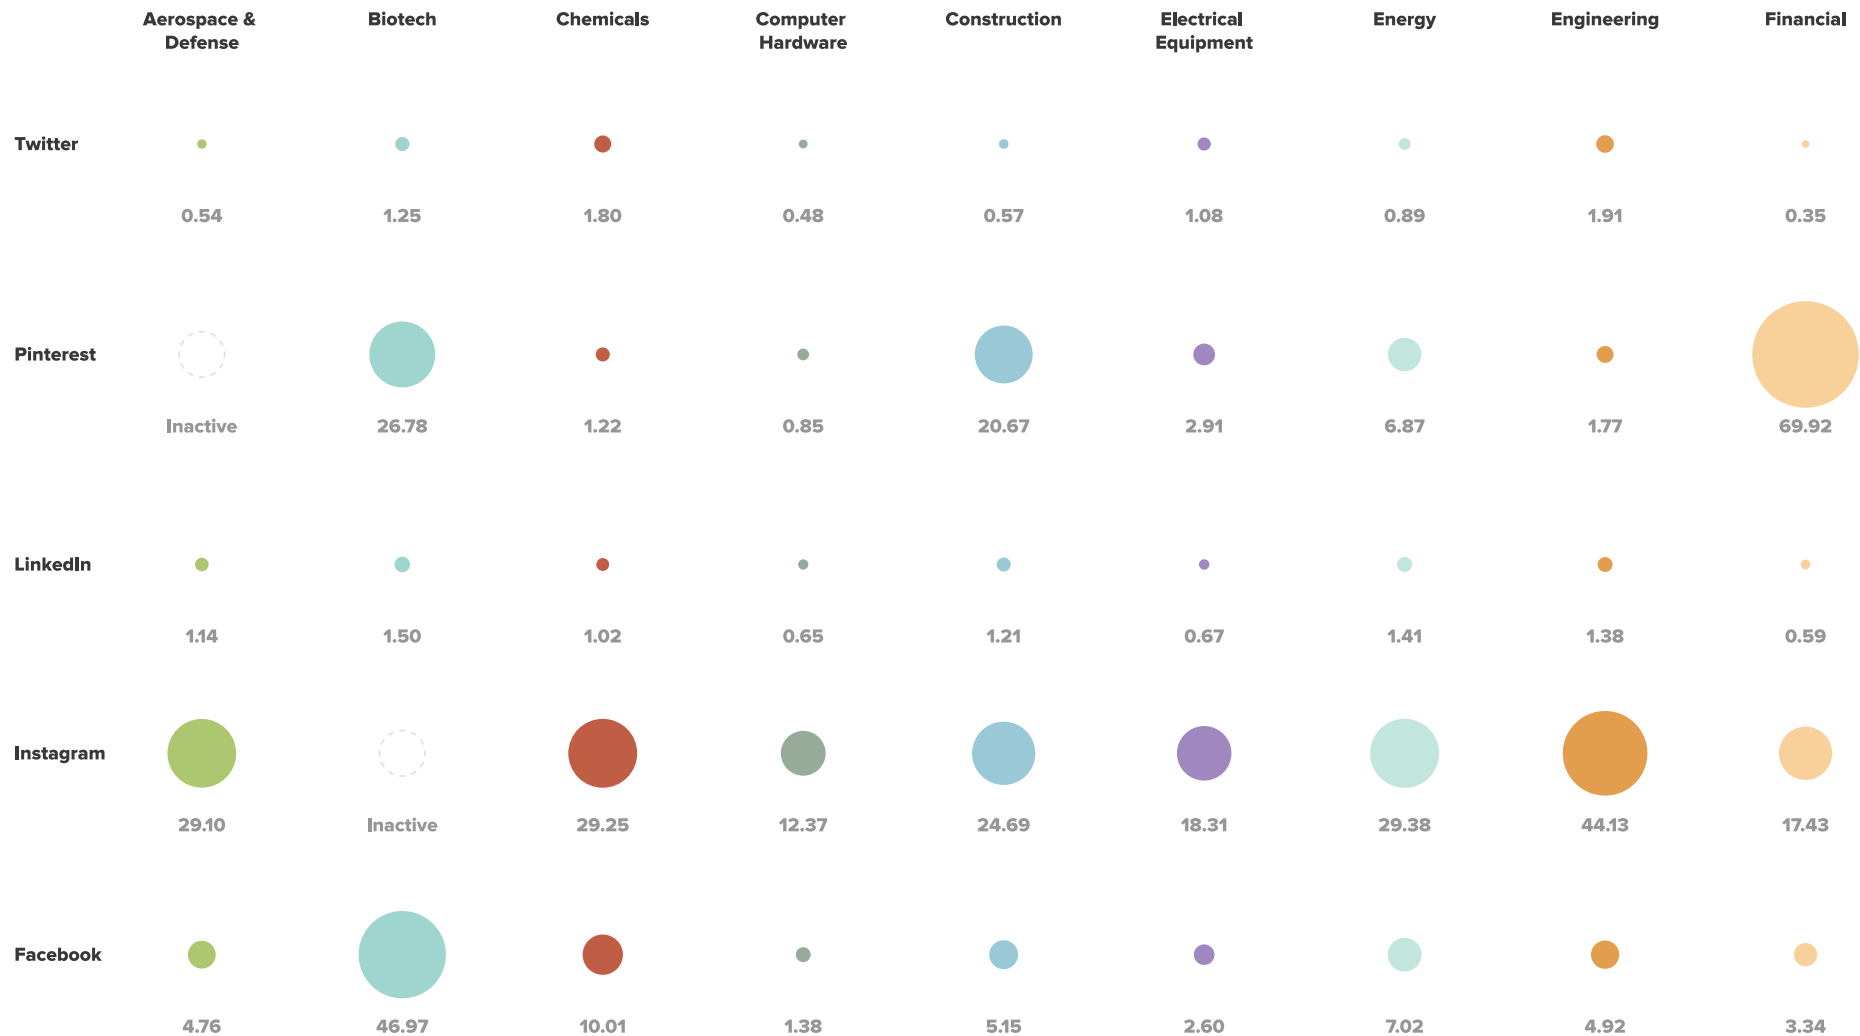 Aerospace & Defense Biotech Chemicals Computer Hardware Construction Electrical Equipment Energy Engineering Financial
Twitter
0.54 1.25 1.80 0.48 0.57 1.08 0.89 1.91 0.35
Pinterest
Inactive 26.78 1.22 0.85 20.67 2.91 6.87 1.77 69.92
LinkedIn
1.14 1.50 1.02 0.65 1.21 0.67 1.41 1.38 0.59
Instagram
29.10 Inactive 29.25 12.37 24.69 18.31 29.38 44.13 17.43
Facebook
4.76 46.97 10.01 1.38 5.15 2.60 7.02 4.92 3.34